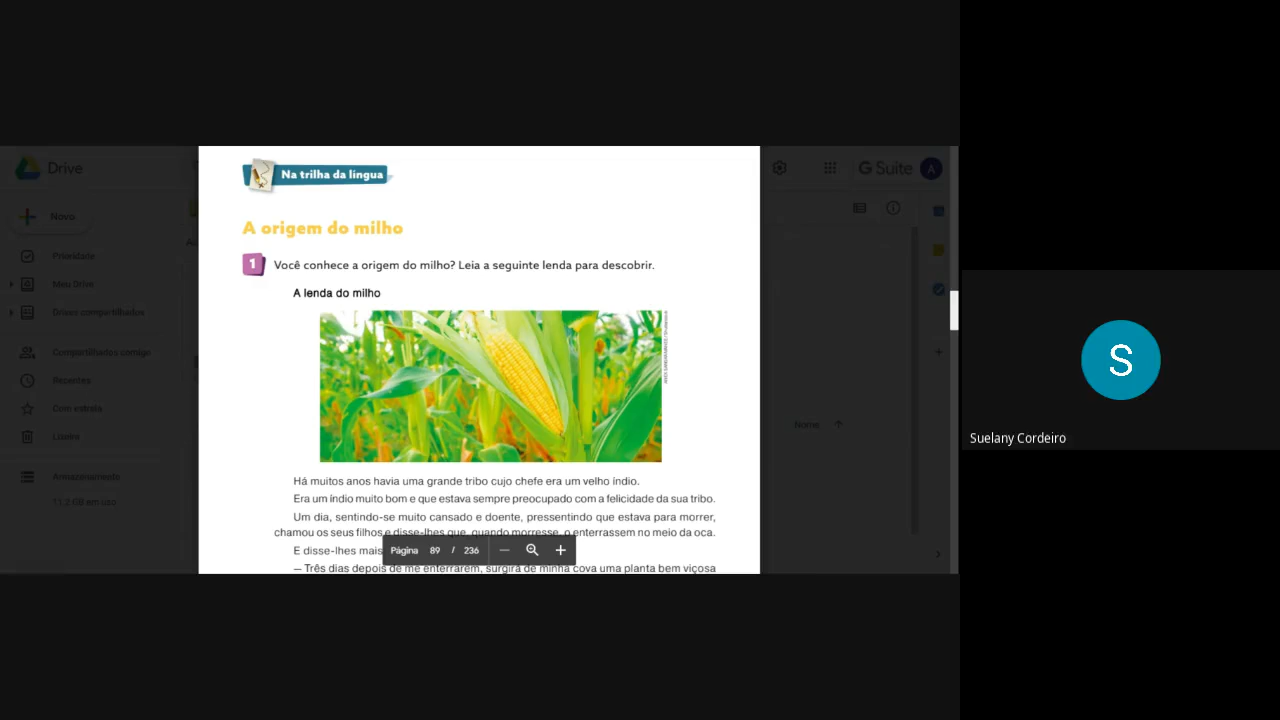 Drive
Novo
Prioridade
Meu Drive
Drives compartilhados
Compartilhados comigo
Recentes
Com estrela
Lixeira
Armazenamento
11,2 GB em uso
Na trilha da língua
A origem do milho
1 Você conhece a origem do milho? Leia a seguinte lenda para descobrir.
A lenda do milho
Há muitos anos havia uma grande tribo cujo chefe era um velho índio.
Era um índio muito bom e que estava sempre preocupado com a felicidade da sua tribo.
Um dia, sentindo-se muito cansado e doente, pressentindo que estava para morrer,
chamou os seus filhos e disse-lhes que, quando morresse, o enterrassem no meio da oca.
E disse-lhes mais
— Três dias depois de me enterrarem, surgirá de minha cova uma planta bem viçosa
Página 89 / 236
G Suite
A
Nome
S
Suelany Cordeiro